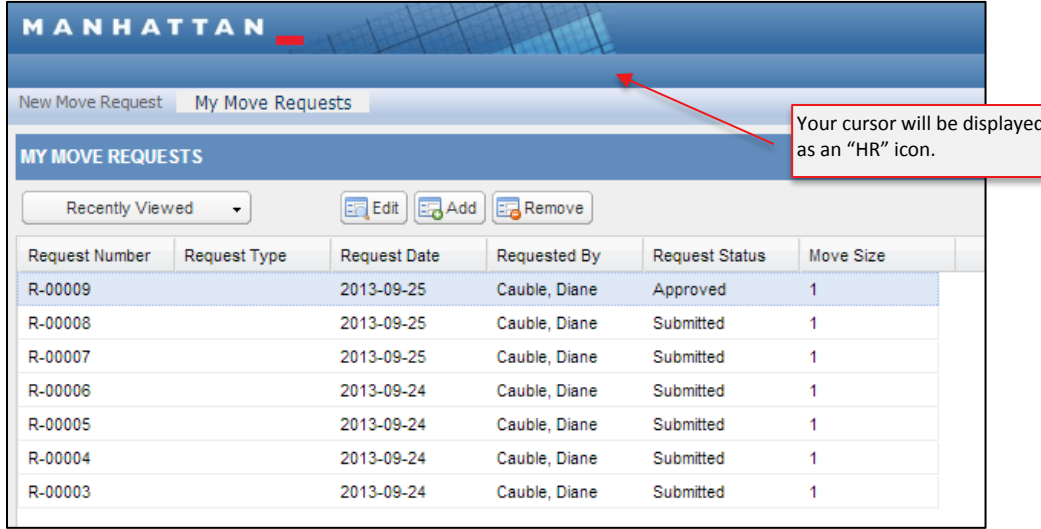 MANHATTAN
New Move Request My Move Requests
Your cursor will be displayed
as an “HR” icon.
MY MOVE REQUESTS
Recently Viewed Edit Add Remove
Request Number Request Type Request Date Requested By Request Status Move Size
R-00009 2013-09-25 Cauble, Diane Approved 1
R-00008 2013-09-25 Cauble, Diane Submitted 1
R-00007 2013-09-25 Cauble, Diane Submitted 1
R-00006 2013-09-24 Cauble, Diane Submitted 1
R-00005 2013-09-24 Cauble, Diane Submitted 1
R-00004 2013-09-24 Cauble, Diane Submitted 1
R-00003 2013-09-24 Cauble, Diane Submitted 1